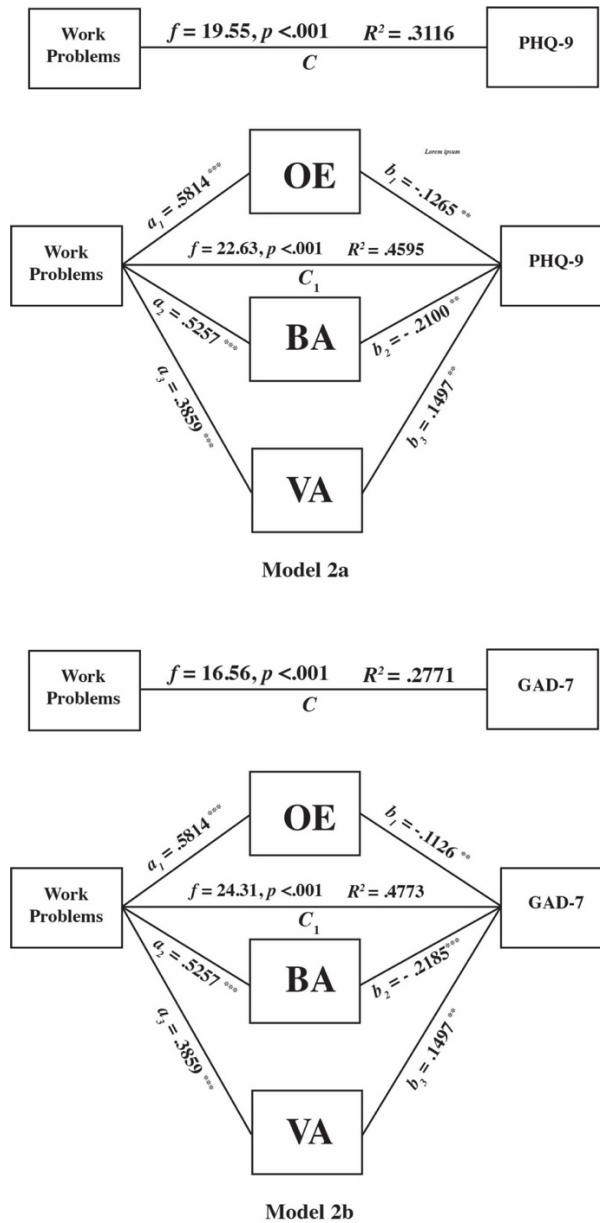 Work Problems
f = 19.55, p <.001 R² = .3116
C
PHQ-9
Lorem ipsum
OE
a₁ = .5814 ***
b₁ = -.1265 **
Work Problems
f = 22.63, p <.001 R² = .4595
C₁
PHQ-9
a₂ = .5257 ***
BA
b₂ = - .2100 **
a₃ = .3859 ***
b₃ = .1497 **
VA
Model 2a
Work Problems
f = 16.56, p <.001 R² = .2771
C
GAD-7
OE
a₁ = .5814 ***
b₁ = -.1126 **
Work Problems
f = 24.31, p <.001 R² = .4773
C₁
GAD-7
a₂ = .5257 ***
BA
b₂ = - .2185 ***
a₃ = .3859 ***
b₃ = .1497 **
VA
Model 2b